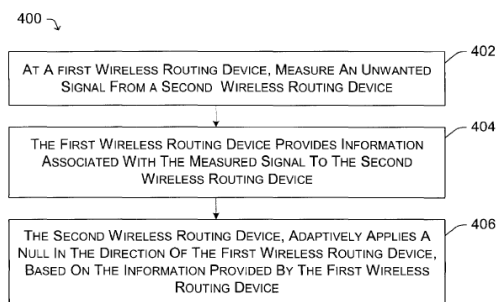 400
402
AT A FIRST WIRELESS ROUTING DEVICE, MEASURE AN UNWANTED
SIGNAL FROM A SECOND WIRELESS ROUTING DEVICE
404
THE FIRST WIRELESS ROUTING DEVICE PROVIDES INFORMATION
ASSOCIATED WITH THE MEASURED SIGNAL TO THE SECOND
WIRELESS ROUTING DEVICE
406
THE SECOND WIRELESS ROUTING DEVICE, ADAPTIVELY APPLIES A
NULL IN THE DIRECTION OF THE FIRST WIRELESS ROUTING DEVICE,
BASED ON THE INFORMATION PROVIDED BY THE FIRST WIRELESS
ROUTING DEVICE